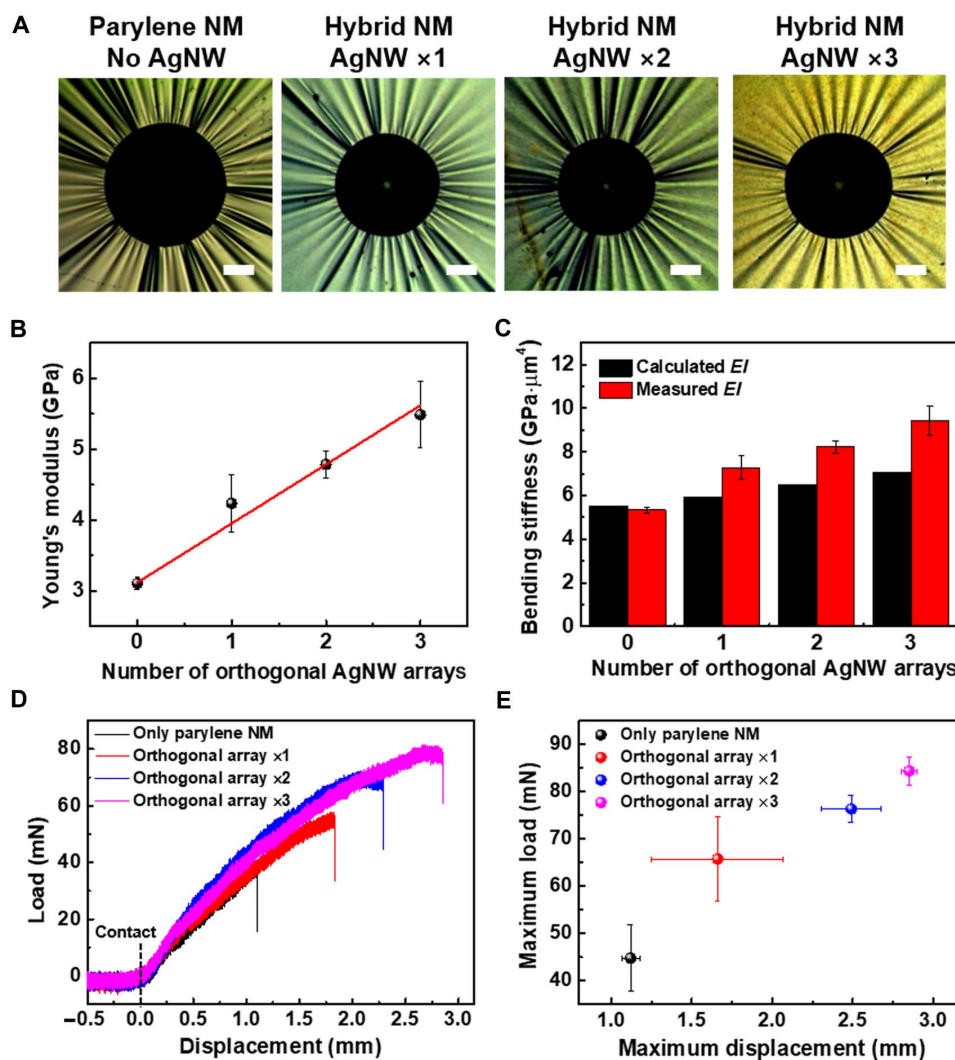 A
Parylene NM
No AgNW
Hybrid NM
AgNW ×1
Hybrid NM
AgNW ×2
Hybrid NM
AgNW ×3
B
Young's modulus (GPa)
6
5
4
3
0 1 2 3
Number of orthogonal AgNW arrays
C
Bending stiffness (GPa·μm⁴)
12
10
8
6
4
2
0
Calculated EI
Measured EI
0 1 2 3
Number of orthogonal AgNW arrays
D
Load (mN)
80
60
40
20
0
Only parylene NM
Orthogonal array ×1
Orthogonal array ×2
Orthogonal array ×3
Contact
–0.5 0.0 0.5 1.0 1.5 2.0 2.5 3.0
Displacement (mm)
E
Maximum load (mN)
90
80
70
60
50
40
Only parylene NM
Orthogonal array ×1
Orthogonal array ×2
Orthogonal array ×3
1.0 1.5 2.0 2.5 3.0
Maximum displacement (mm)